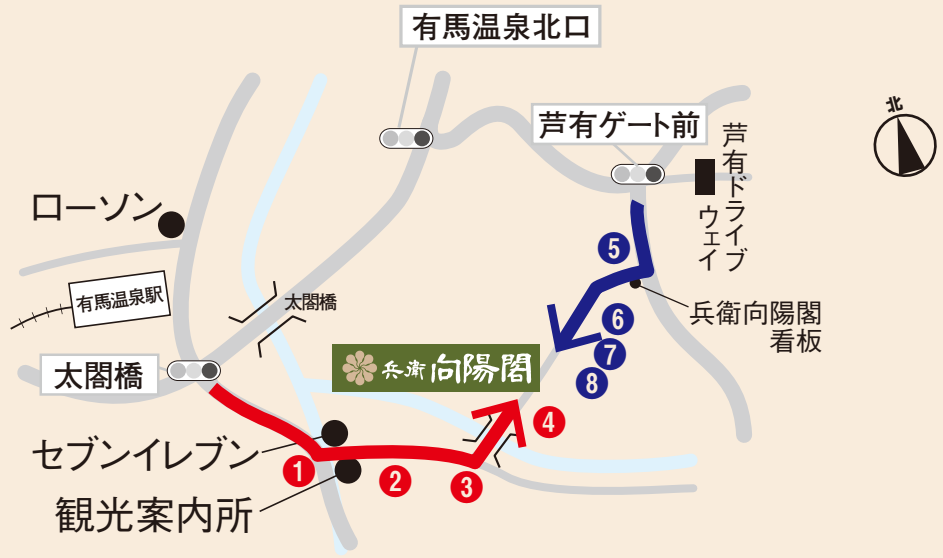 有馬温泉北口
北
芦有ゲート前
芦有ドライブ
ウェイ
ローソン
有馬温泉駅
太閤橋
兵衛向陽閣
看板
太閤橋
兵衛 向陽閣
セブンイレブン
観光案内所
1
2
3
4
5
6
7
8